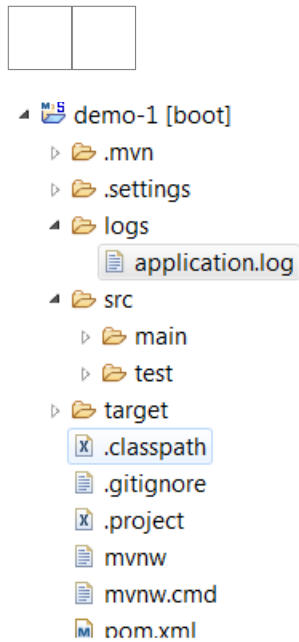 demo-1 [boot]
.mvn
.settings
logs
application.log
src
main
test
target
.classpath
.gitignore
.project
mvnw
mvnw.cmd
pom.xml